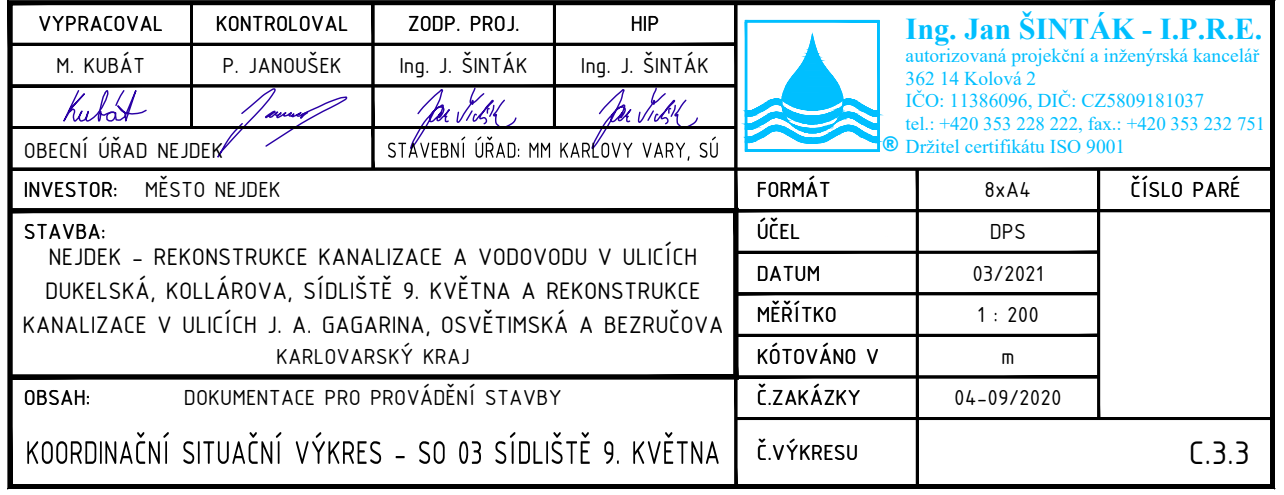 VYPRACOVAL KONTROLOVAL ZODP. PROJ. HIP
M. KUBÁT P. JANOUŠEK Ing. J. ŠINTÁK Ing. J. ŠINTÁK
Kubát
OBECNÍ ÚŘAD NEJDEK STAVEBNÍ ÚŘAD: MM KARLOVY VARY, SÚ
Ing. Jan ŠINTÁK - I.P.R.E.
autorizovaná projekční a inženýrská kancelář
362 14 Kolová 2
IČO: 11386096, DIČ: CZ5809181037
tel.: +420 353 228 222, fax.: +420 353 232 751
® Držitel certifikátu ISO 9001
INVESTOR: MĚSTO NEJDEK
STAVBA:
NEJDEK - REKONSTRUKCE KANALIZACE A VODOVODU V ULICÍCH
DUKELSKÁ, KOLLÁROVA, SÍDLIŠTĚ 9. KVĚTNA A REKONSTRUKCE
KANALIZACE V ULICÍCH J. A. GAGARINA, OSVĚTIMSKÁ A BEZRUČOVA
KARLOVARSKÝ KRAJ
OBSAH: DOKUMENTACE PRO PROVÁDĚNÍ STAVBY
KOORDINAČNÍ SITUAČNÍ VÝKRES - SO 03 SÍDLIŠTĚ 9. KVĚTNA
FORMÁT 8xA4 ČÍSLO PARÉ
ÚČEL DPS
DATUM 03/2021
MĚŘÍTKO 1 : 200
KÓTOVÁNO V m
Č.ZAKÁZKY 04-09/2020
Č.VÝKRESU C.3.3